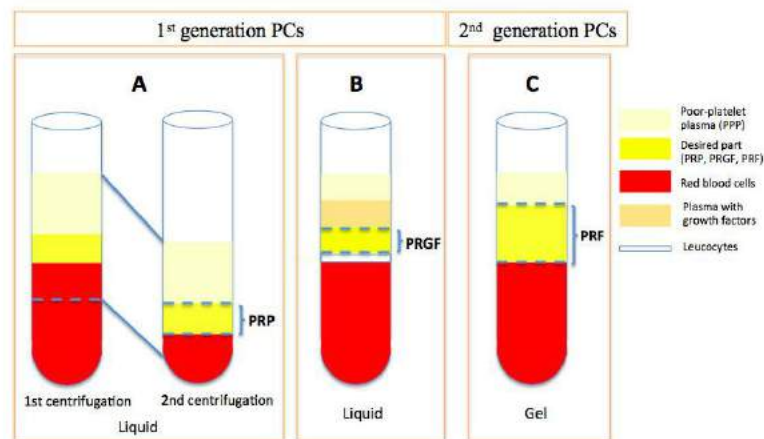 1st generation PCs
2nd generation PCs
A
B
C
PRP
PRGF
PRF
1st centrifugation
2nd centrifugation
Liquid
Liquid
Gel
Poor-platelet
plasma (PPP)
Desired part
(PRP, PRGF, PRF)
Red blood cells
Plasma with
growth factors
Leucocytes